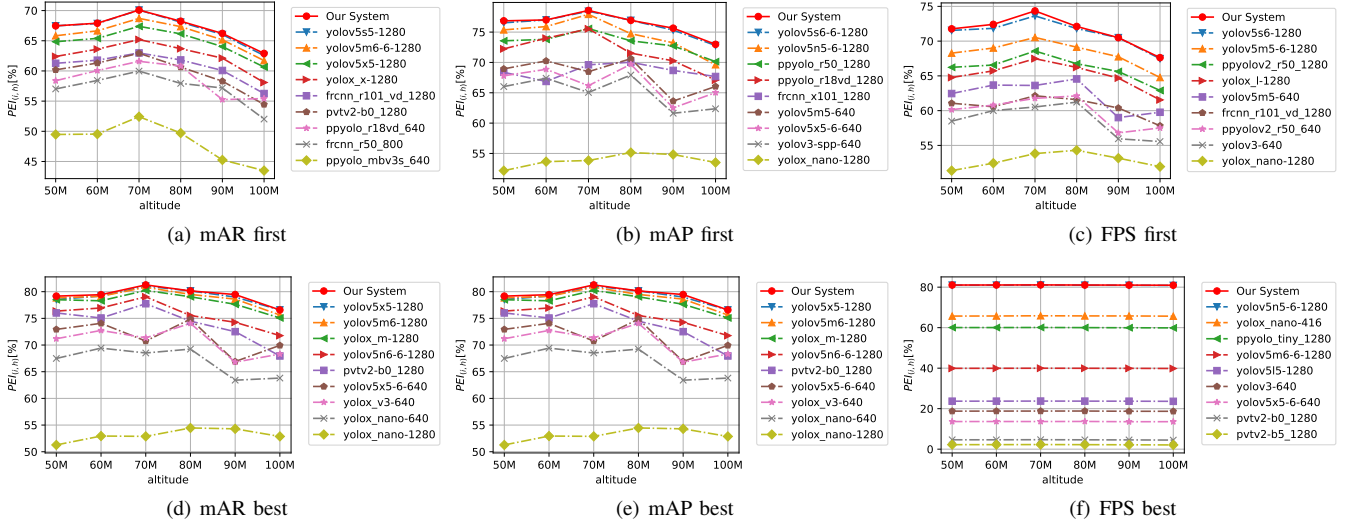 70
65
60
55
50
45
PEI(i,h)[%]
50M 60M 70M 80M 90M 100M
altitude
Our System
yolov5s5-1280
yolov5m6-6-1280
yolov5x5-1280
yolox_x-1280
frcnn_r101_vd_1280
pvtv2-b0_1280
ppyolo_r18vd_640
frcnn_r50_800
ppyolo_mbv3s_640
(a) mAR first
75
70
65
60
55
PEI(i,h)[%]
50M 60M 70M 80M 90M 100M
altitude
Our System
yolov5s6-6-1280
yolov5n5-6-1280
ppyolo_r50_1280
ppyolo_r18vd_1280
frcnn_x101_1280
yolov5m5-640
yolov5x5-6-640
yolov3-spp-640
yolox_nano-1280
(b) mAP first
75
70
65
60
55
PEI(i,h)[%]
50M 60M 70M 80M 90M 100M
altitude
Our System
yolov5s6-1280
yolov5m5-6-1280
ppyolov2_r50_1280
yolox_l-1280
yolov5m5-640
frcnn_r101_vd_1280
ppyolov2_r50_640
yolov3-640
yolox_nano-1280
(c) FPS first
80
75
70
65
60
55
50
PEI(i,h)[%]
50M 60M 70M 80M 90M 100M
altitude
Our System
yolov5x5-1280
yolov5m6-1280
yolox_m-1280
yolov5n6-6-1280
pvtv2-b0_1280
yolov5x5-6-640
yolox_v3-640
yolox_nano-640
yolox_nano-1280
(d) mAR best
80
75
70
65
60
55
50
PEI(i,h)[%]
50M 60M 70M 80M 90M 100M
altitude
Our System
yolov5x5-1280
yolov5m6-1280
yolox_m-1280
yolov5n6-6-1280
pvtv2-b0_1280
yolov5x5-6-640
yolox_v3-640
yolox_nano-640
yolox_nano-1280
(e) mAP best
80
60
40
20
0
PEI(i,h)[%]
50M 60M 70M 80M 90M 100M
altitude
Our System
yolov5n5-6-1280
yolox_nano-416
ppyolo_tiny_1280
yolov5m6-6-1280
yolov5l5-1280
yolov3-640
yolov5x5-6-640
pvtv2-b0_1280
pvtv2-b5_1280
(f) FPS best